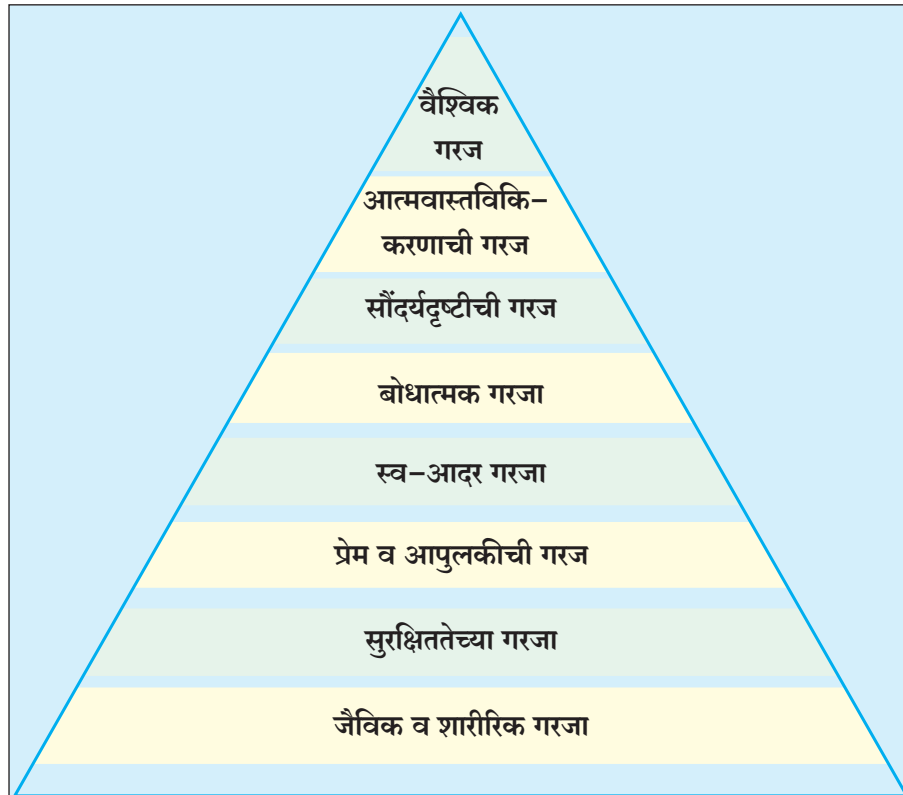 वैश्विक
गरज
आत्मवास्तविकि–
करणाची गरज
सौंदर्यदृष्टीची गरज
बोधात्मक गरजा
स्व–आदर गरजा
प्रेम व आपुलकीची गरज
सुरक्षिततेच्या गरजा
जैविक व शारीरिक गरजा